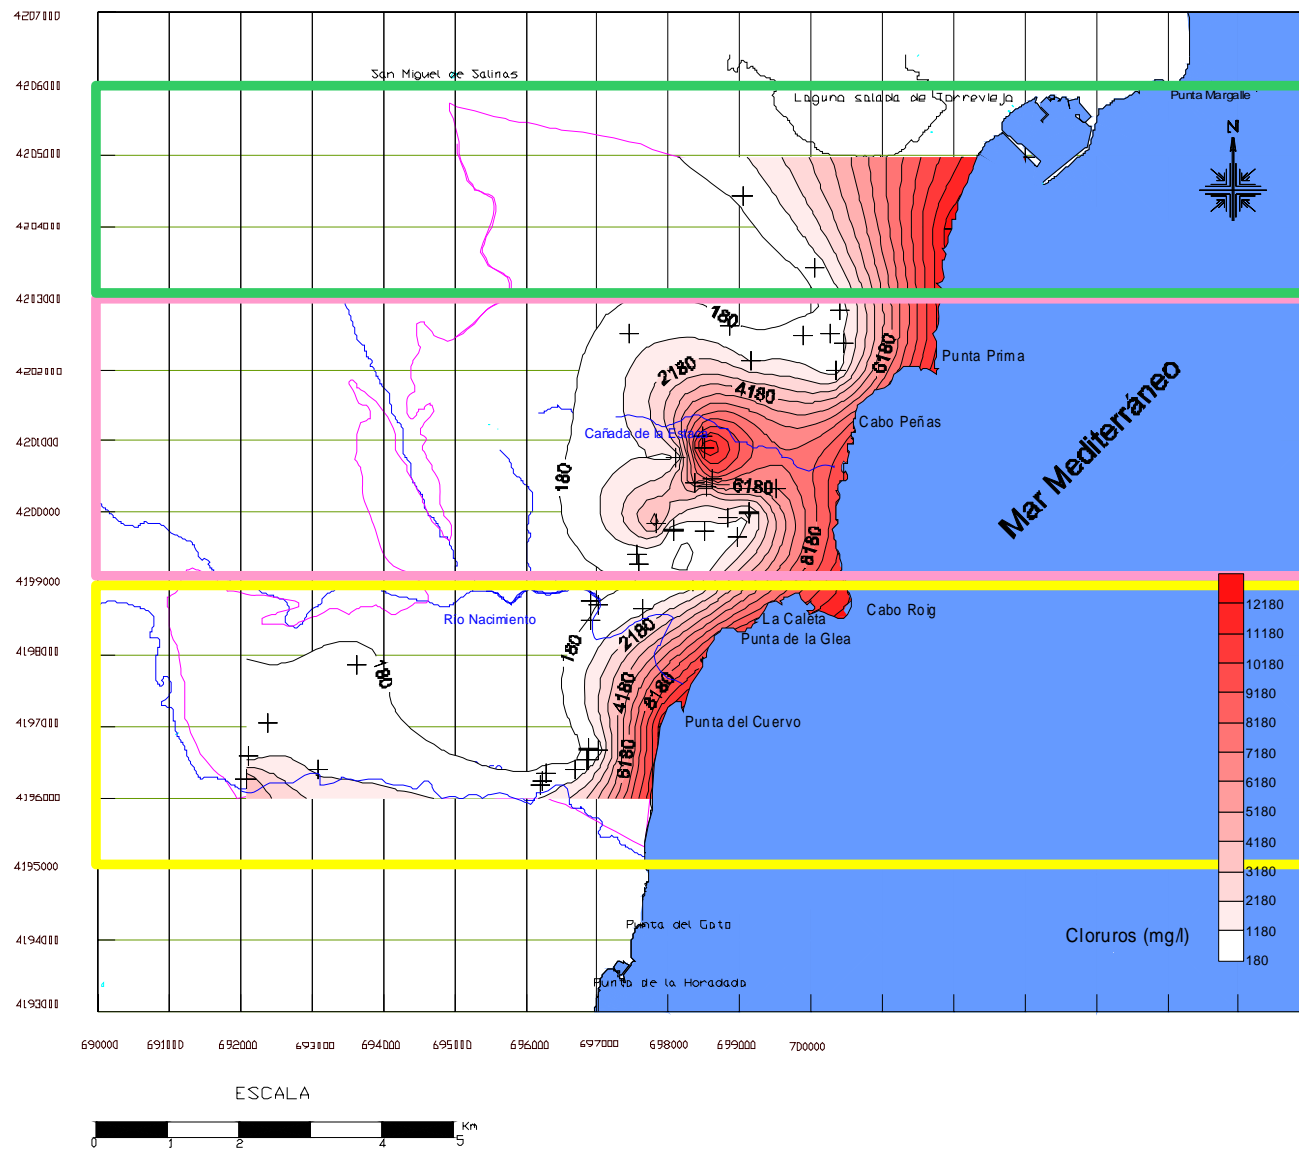 4207000
San Miguel de Salinas
4206000
Laguna salada de Torrevieja
Punta Margalle
N
4205000
4204000
4203000
180
6180
Punta Prima
2180
4202000
4180
Mar Mediterráneo
Cabo Peñas
Cañada de la Estaca
4201000
180
6180
4200000
8180
4199000
Cabo Roig
La Caleta
Río Nacimiento
Punta de la Glea
2180
180
4198000
180
4180
8180
Punta del Cuervo
4197000
6180
4196000
4195000
12180
11180
10180
9180
8180
7180
6180
5180
4180
3180
2180
1180
180
Cloruros (mg/l)
Punta del Gato
4194000
Punta de la Horadada
4193000
690000 691000 692000 693000 694000 695000 696000 697000 698000 699000 700000
ESCALA
Km
0 1 2 4 5